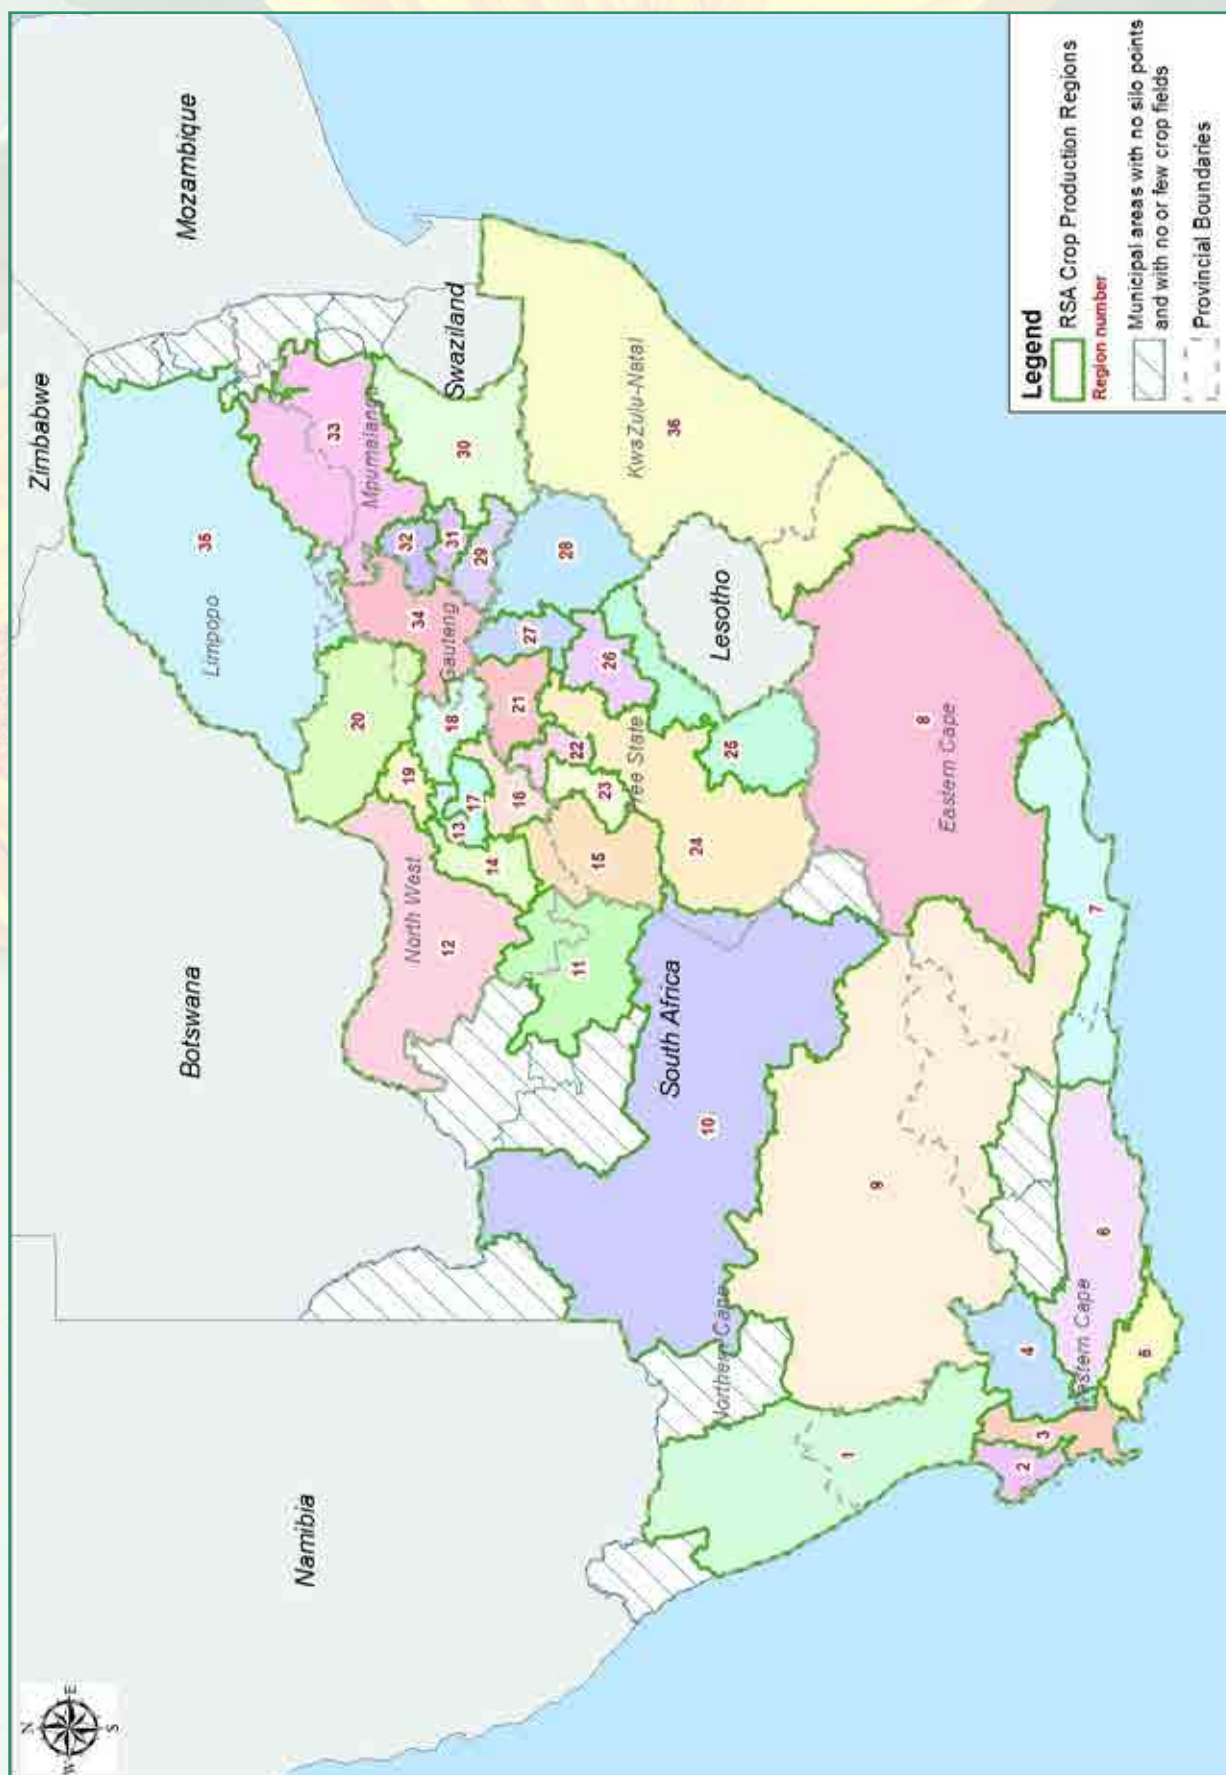 N
W
E
S
Namibia
Botswana
Zimbabwe
Mozambique
Swaziland
Lesotho
South Africa
Limpopo
Mpumalanga
Gauteng
North West
Free State
KwaZulu-Natal
Northern Cape
Eastern Cape
Western Cape
1
2
3
4
5
6
7
8
9
10
11
12
13
14
15
16
17
18
19
20
21
22
23
24
25
26
27
28
29
30
31
32
33
34
35
36
Legend
RSA Crop Production Regions
Region number
Municipal areas with no silo points
and with no or few crop fields
Provincial Boundaries